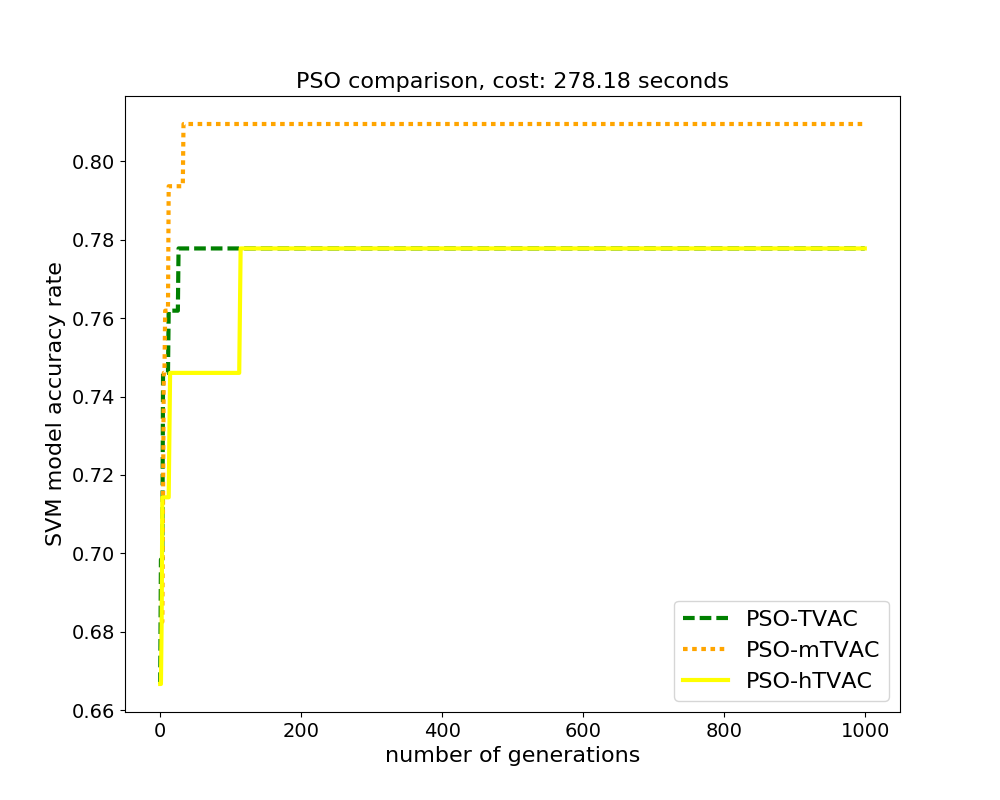 PSO comparison, cost: 278.18 seconds
SVM model accuracy rate
0.80
0.78
0.76
0.74
0.72
0.70
0.68
0.66
0 200 400 600 800 1000
number of generations
PSO-TVAC
PSO-mTVAC
PSO-hTVAC